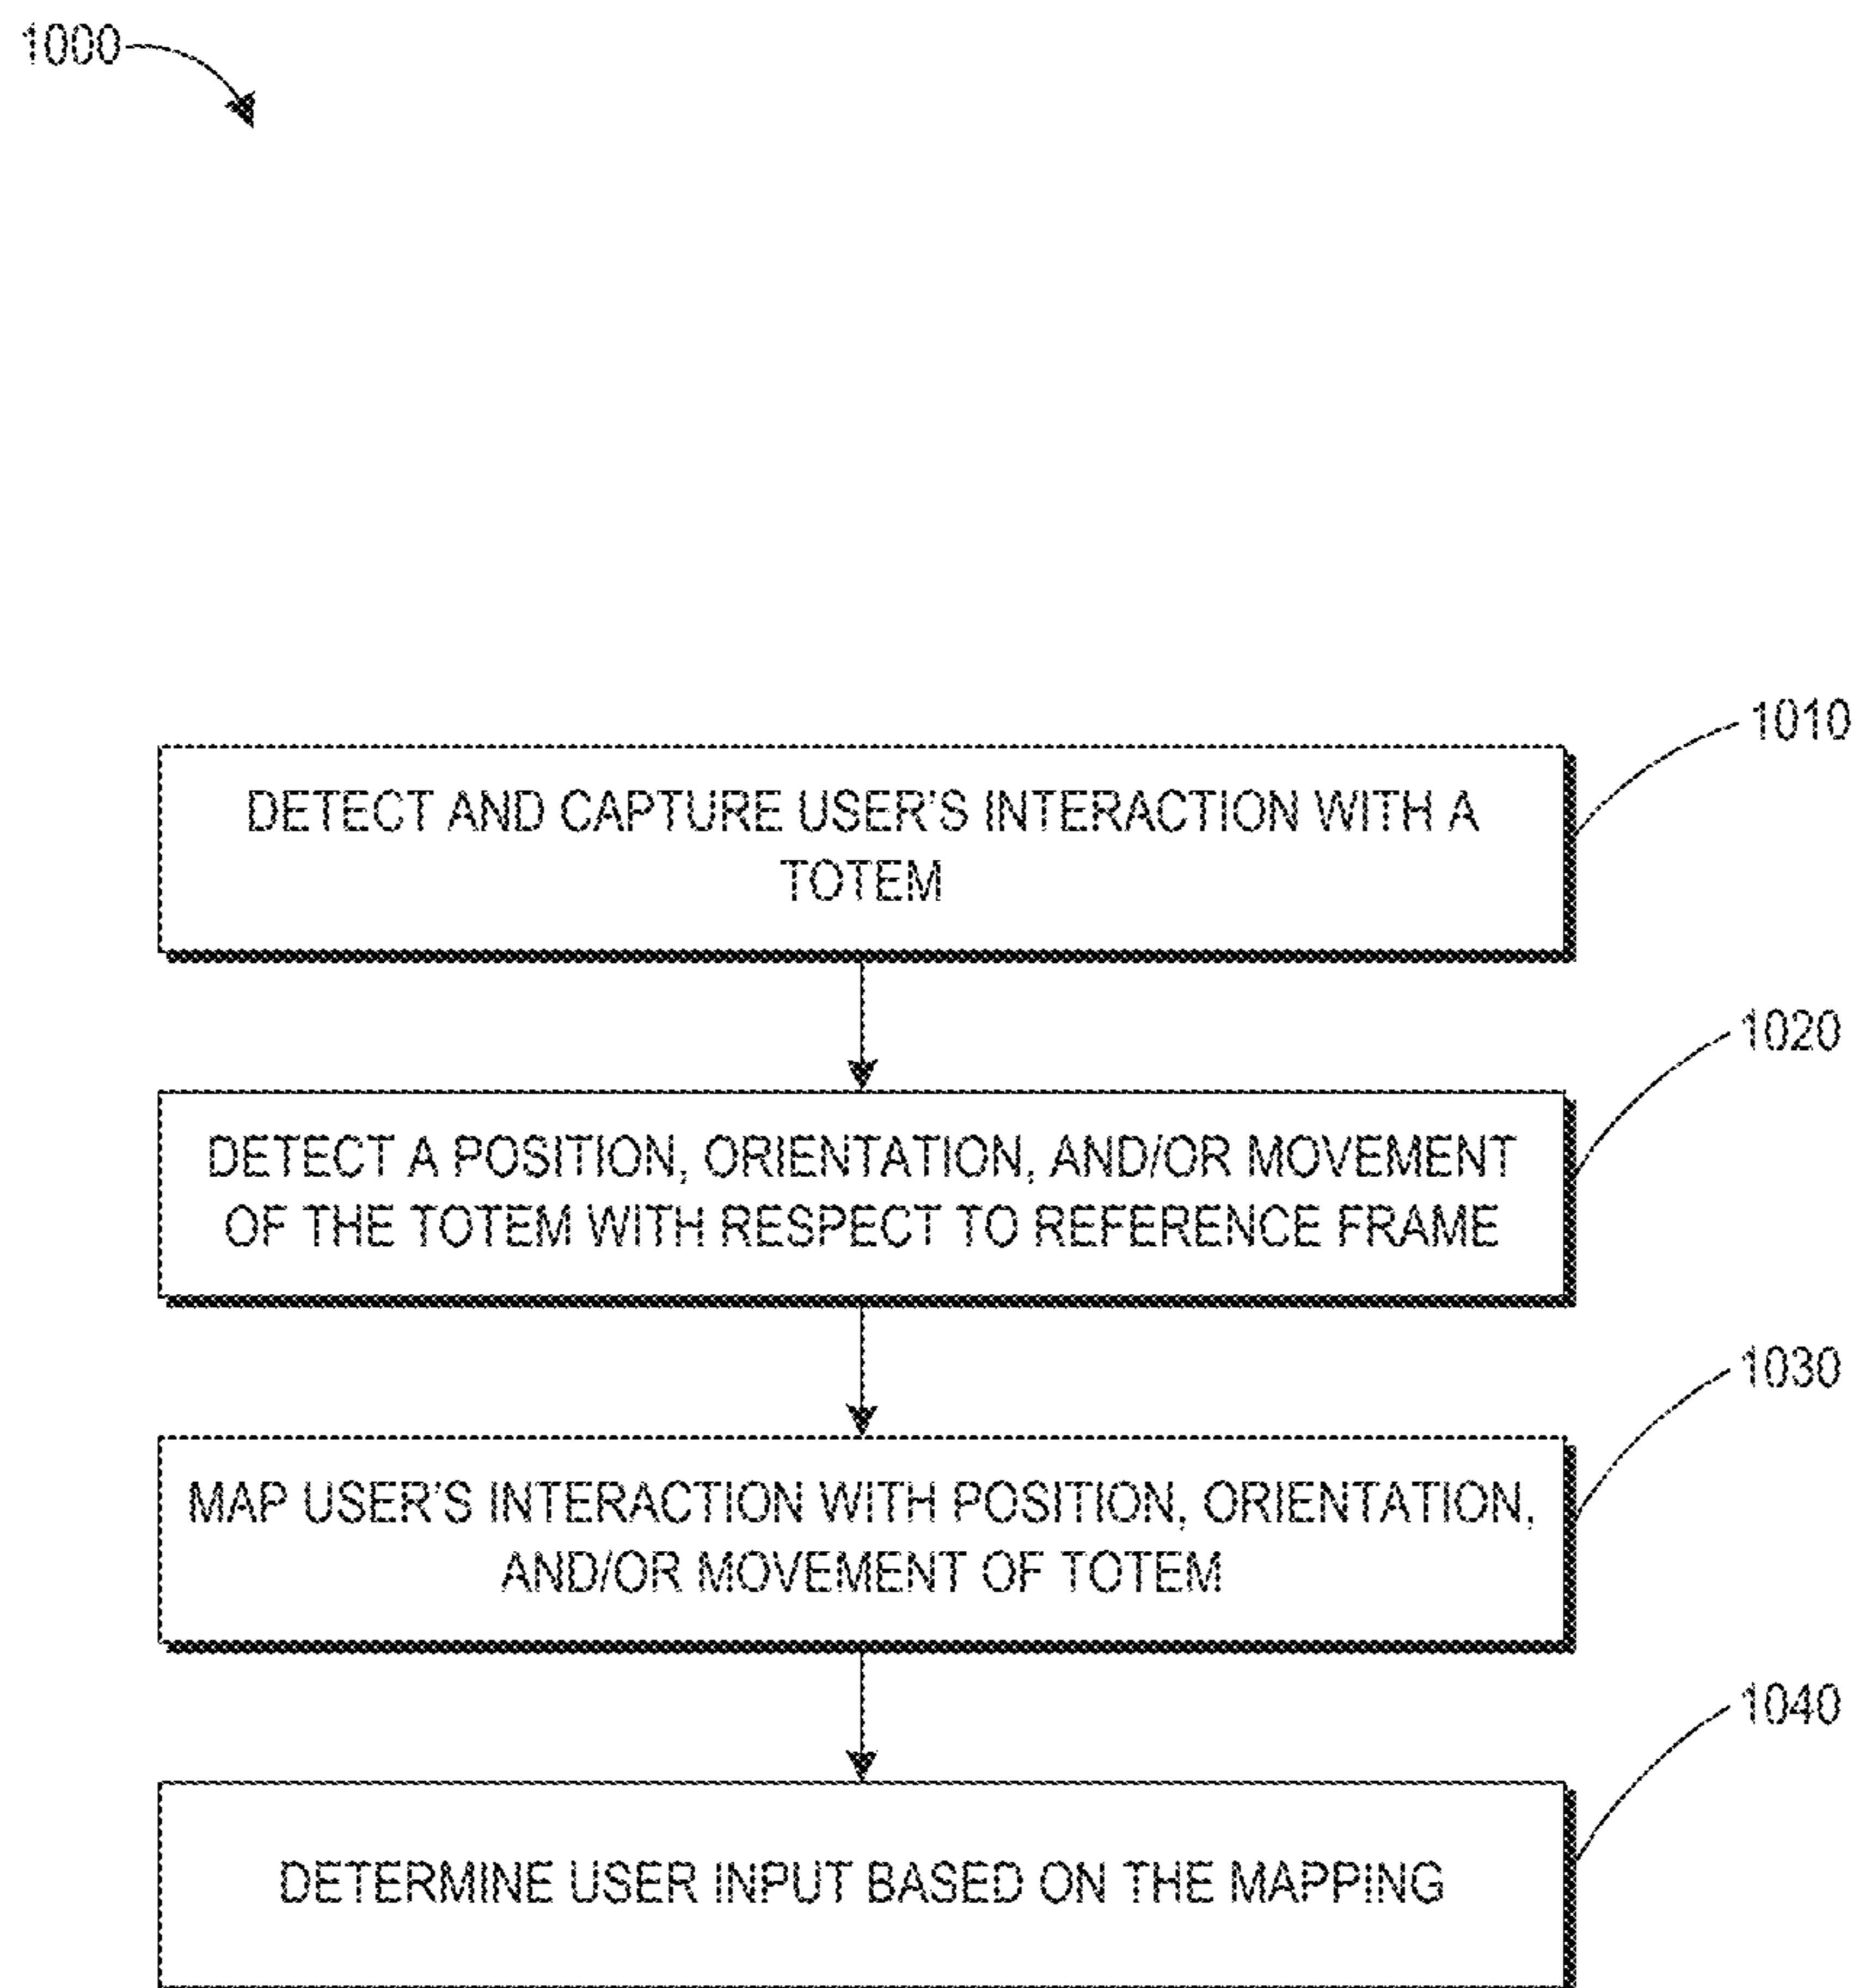 1000
1010
DETECT AND CAPTURE USER'S INTERACTION WITH A
TOTEM
1020
DETECT A POSITION, ORIENTATION, AND/OR MOVEMENT
OF THE TOTEM WITH RESPECT TO REFERENCE FRAME
1030
MAP USER'S INTERACTION WITH POSITION, ORIENTATION,
AND/OR MOVEMENT OF TOTEM
1040
DETERMINE USER INPUT BASED ON THE MAPPING